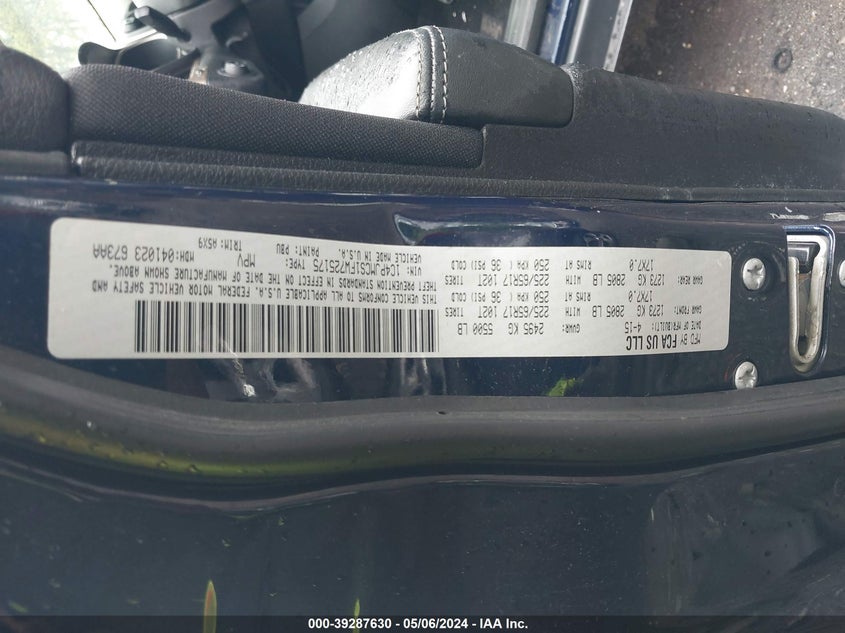 MFD BY FCA US LLC
DATE OF MFR/BUILT: 4-15 GVWR: 2495 KG 5500 LB
GAWR FRONT: 1273 KG 2805 LB WITH 225/65R17 102T TIRES
17X7.0 RIMS AT 250 KPA ( 36 PSI) COLD
GAWR REAR: 1273 KG 2805 LB WITH 225/65R17 102T TIRES
17X7.0 RIMS AT 250 KPA ( 36 PSI) COLD
THIS VEHICLE CONFORMS TO ALL APPLICABLE U.S.A. FEDERAL MOTOR VEHICLE SAFETY AND
THEFT PREVENTION STANDARDS IN EFFECT ON THE DATE OF MANUFACTURE SHOWN ABOVE.
VIN: 1C4PJMCS1FW725175 TYPE: MPV MDH:041023 673AA
VEHICLE MADE IN U.S.A. PAINT: PBU TRIM: ASX9
000-39287630 - 05/06/2024 - IAA Inc.